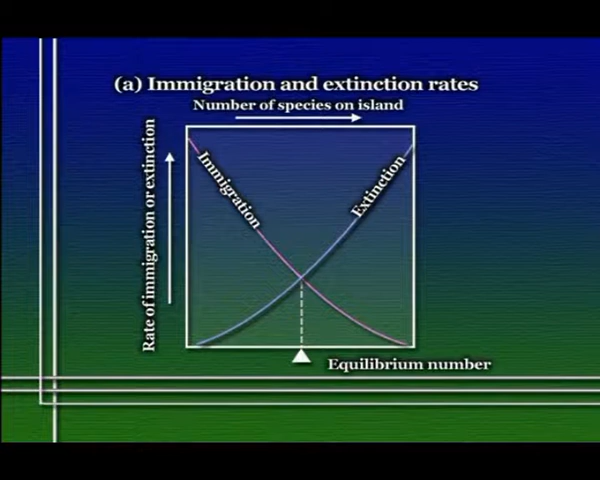 (a) Immigration and extinction rates
Number of species on island
Rate of immigration or extinction
Immigration
Extinction
Equilibrium number